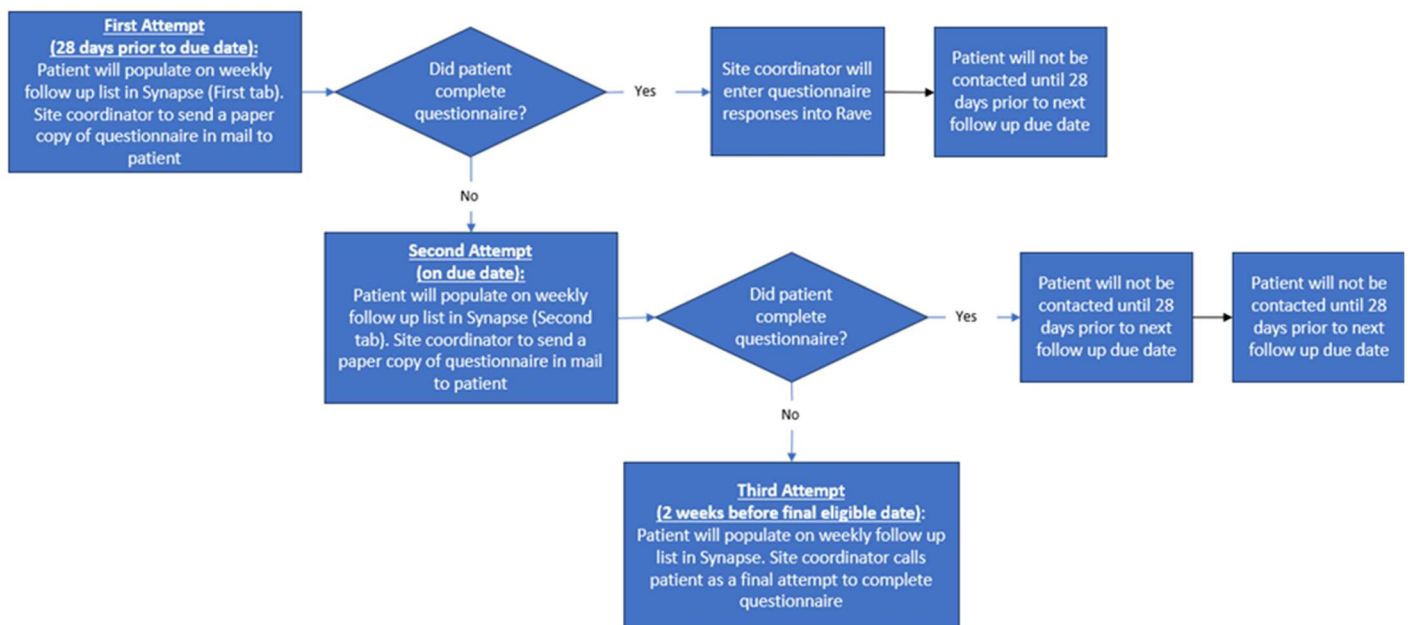 First Attempt
(28 days prior to due date):
Patient will populate on weekly
follow up list in Synapse (First tab).
Site coordinator to send a paper
copy of questionnaire in mail to
patient
Did patient
complete
questionnaire?
Yes
Site coordinator will
enter questionnaire
responses into Rave
Patient will not be
contacted until 28
days prior to next
follow up due date
No
Second Attempt
(on due date):
Patient will populate on weekly
follow up list in Synapse (Second
tab). Site coordinator to send a
paper copy of questionnaire in mail
to patient
Did patient
complete
questionnaire?
Yes
Patient will not be
contacted until 28
days prior to next
follow up due date
Patient will not be
contacted until 28
days prior to next
follow up due date
No
Third Attempt
(2 weeks before final eligible date):
Patient will populate on weekly follow up
list in Synapse. Site coordinator calls
patient as a final attempt to complete
questionnaire